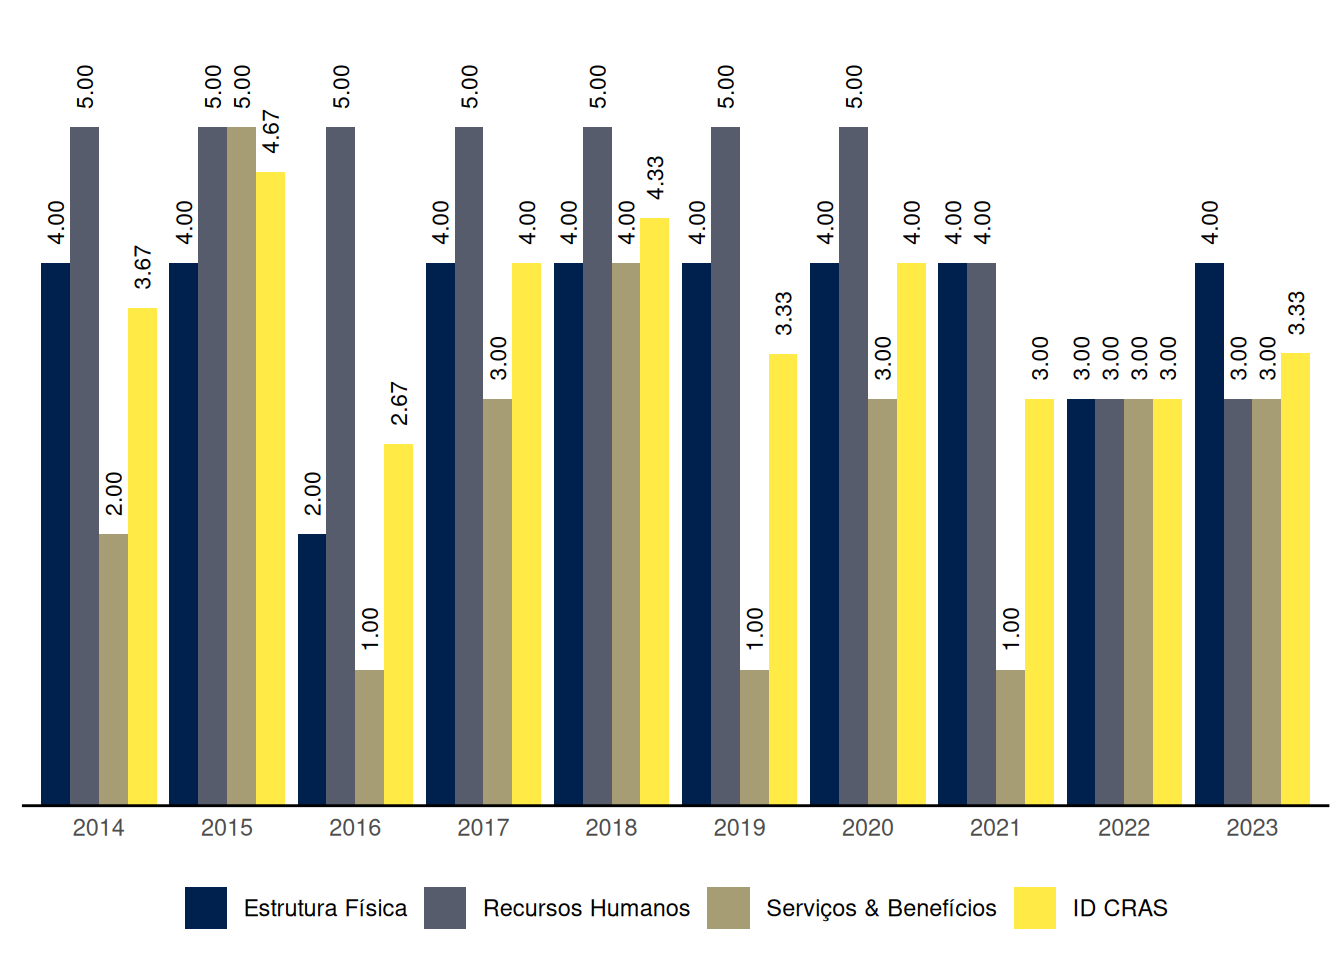 4.00 5.00 2.00 3.67
4.00 5.00 5.00 4.67
2.00 5.00 1.00 2.67
4.00 5.00 3.00 4.00
4.00 5.00 4.00 4.33
4.00 5.00 1.00 3.33
4.00 5.00 3.00 4.00
4.00 4.00 1.00 3.00
3.00 3.00 3.00 3.00
4.00 3.00 3.00 3.33
2014 2015 2016 2017 2018 2019 2020 2021 2022 2023
Estrutura Física Recursos Humanos Serviços & Benefícios ID CRAS